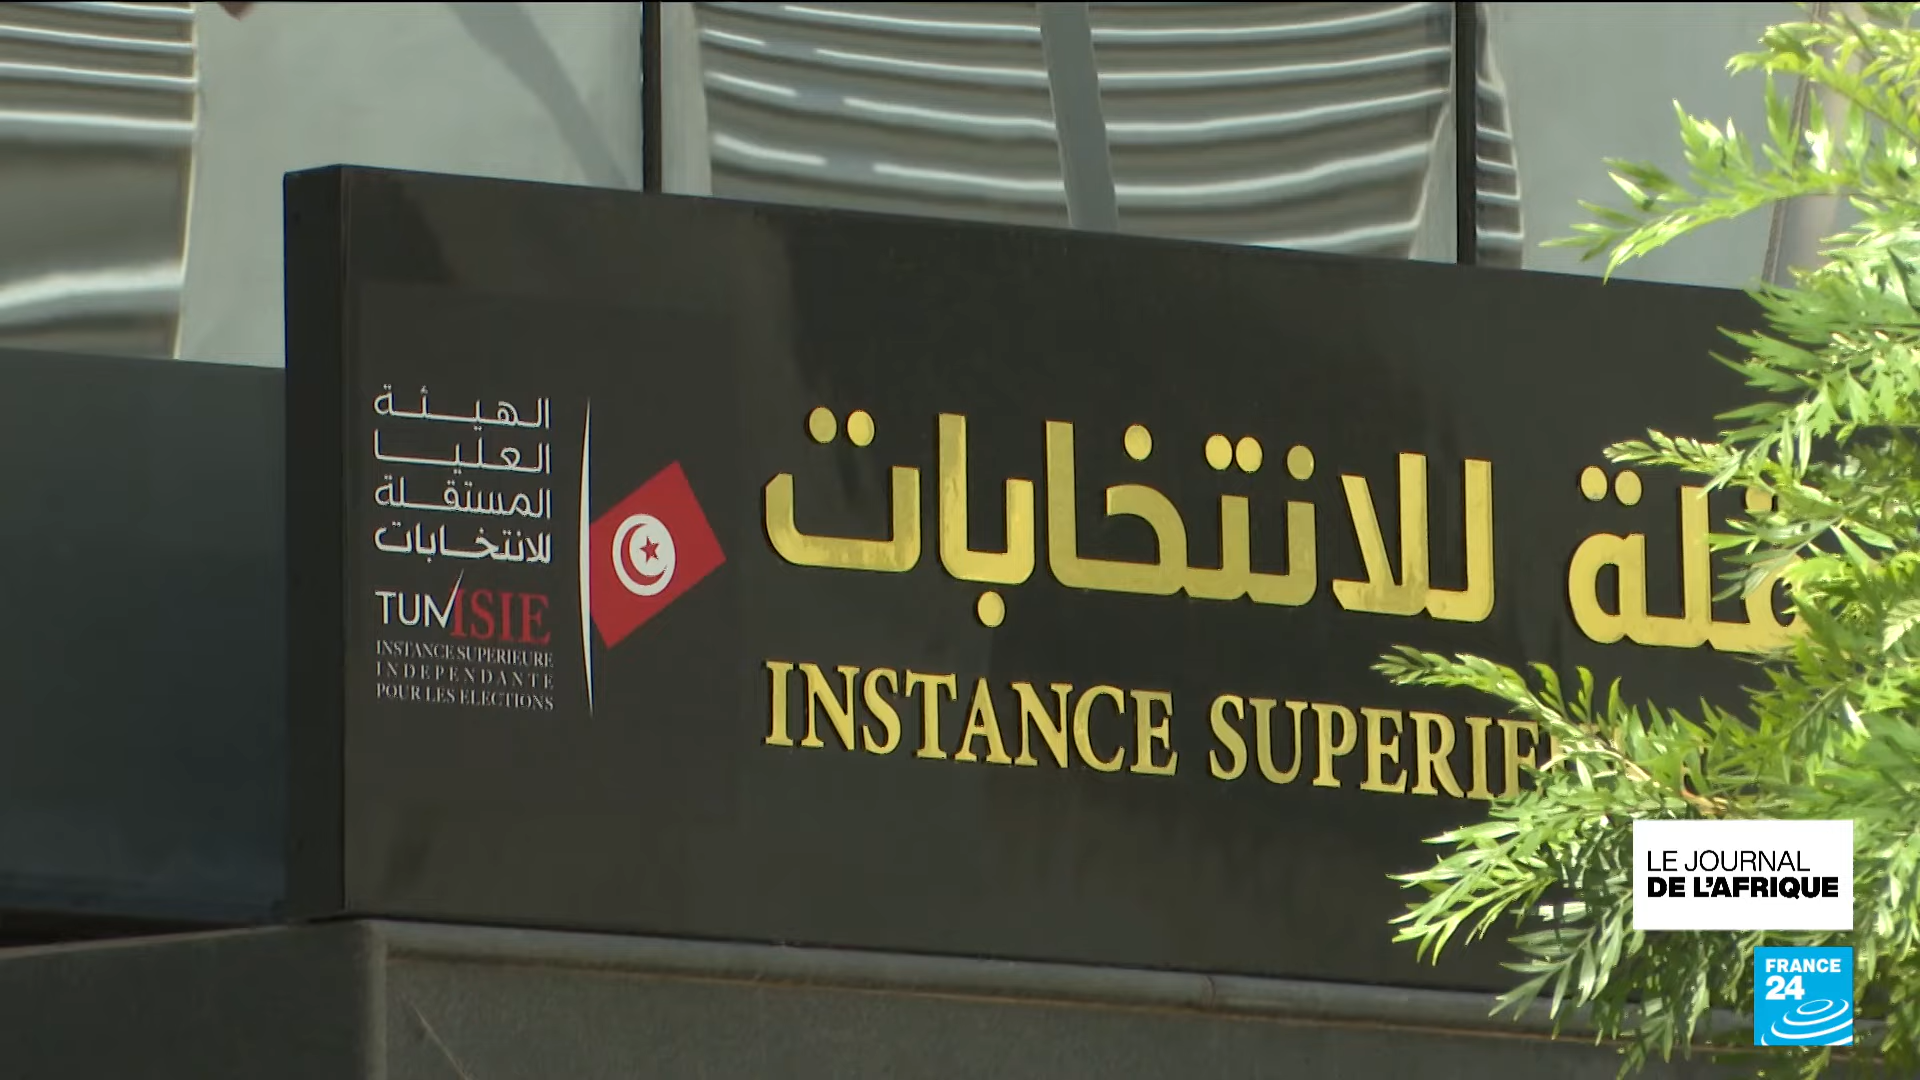 الهيئة
العليا
المستقلة
للانتخابات
TUNISIE
INSTANCE SUPERIEURE
INDEPENDANTE
POUR LES ELECTIONS
قلة للانتخابات
INSTANCE SUPERIE
LE JOURNAL
DE L'AFRIQUE
FRANCE
24